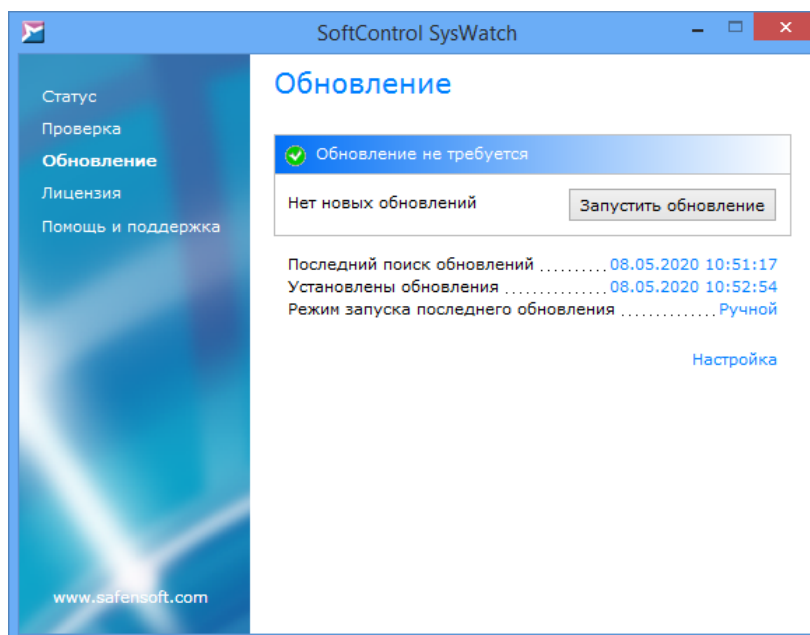 SoftControl SysWatch
Статус
Проверка
Обновление
Лицензия
Помощь и поддержка
www.safensoft.com
Обновление
Обновление не требуется
Нет новых обновлений
Запустить обновление
Последний поиск обновлений ......... 08.05.2020 10:51:17
Установлены обновления .............. 08.05.2020 10:52:54
Режим запуска последнего обновления ............. Ручной
Настройка